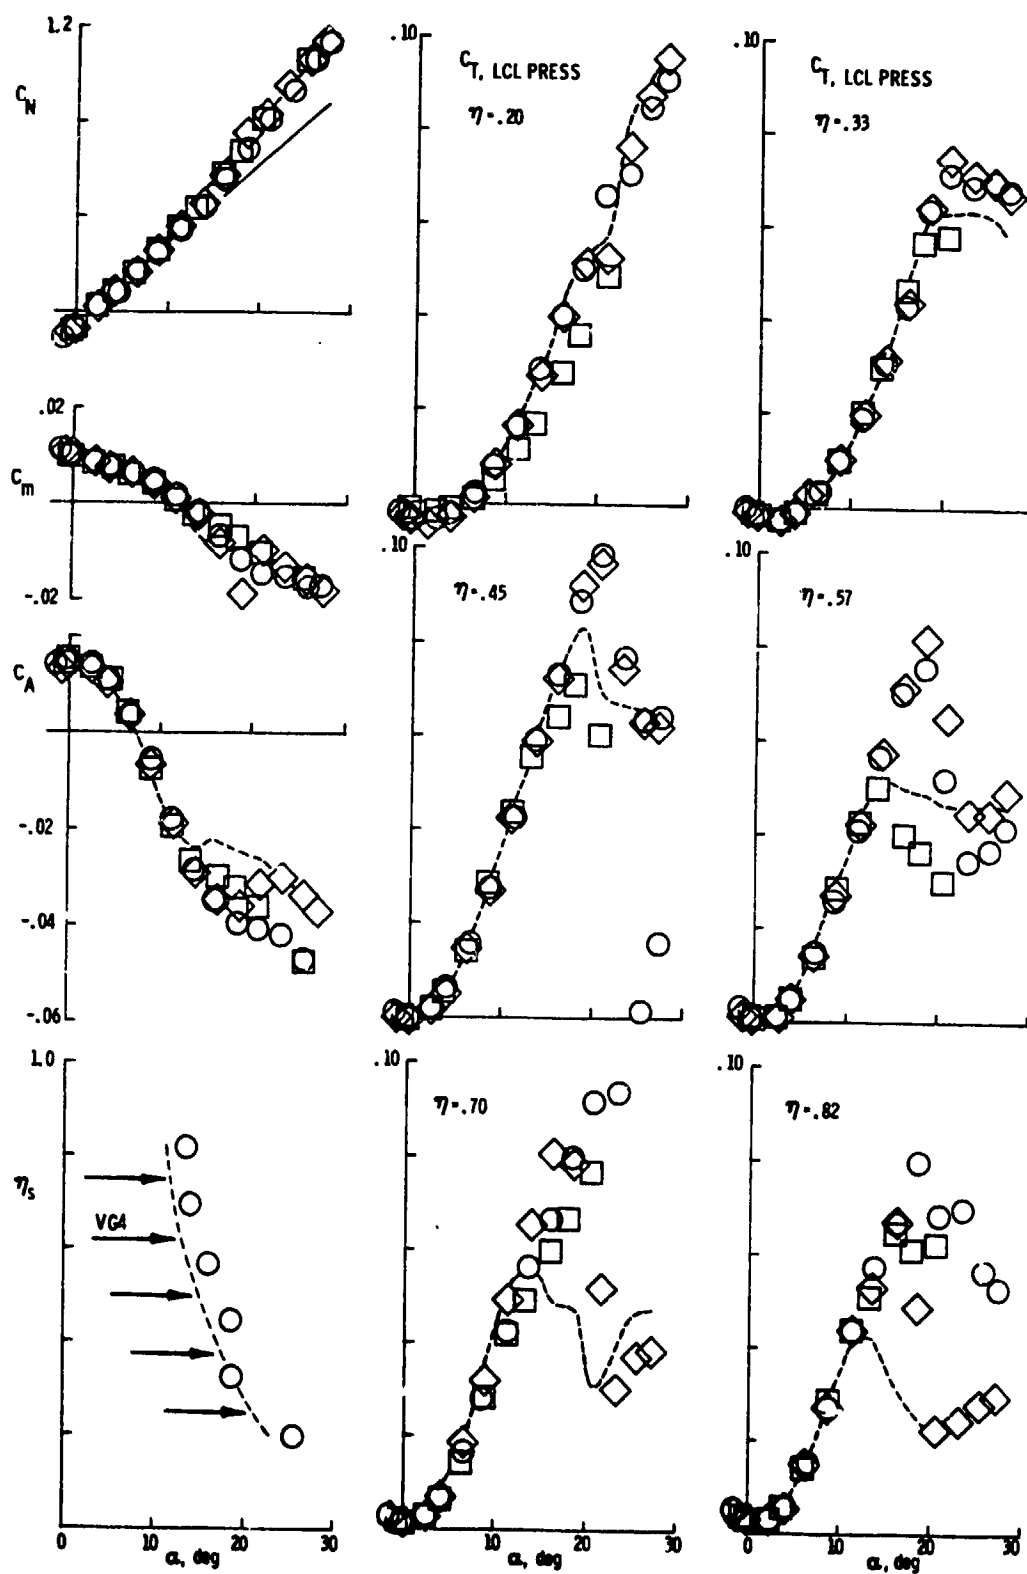 1.2
C_N
.02
C_m
-.02
C_A
-.02
-.04
-.06
1.0
η_s
VG4
0 10 20 30
α, deg
.10
C_T, LCL PRESS
η = .20
.10
η = .45
.10
η = .70
10 20 30
α, deg
.10
C_T, LCL PRESS
η = .33
.10
η = .57
.10
η = .82
0 10 20 30
α, deg